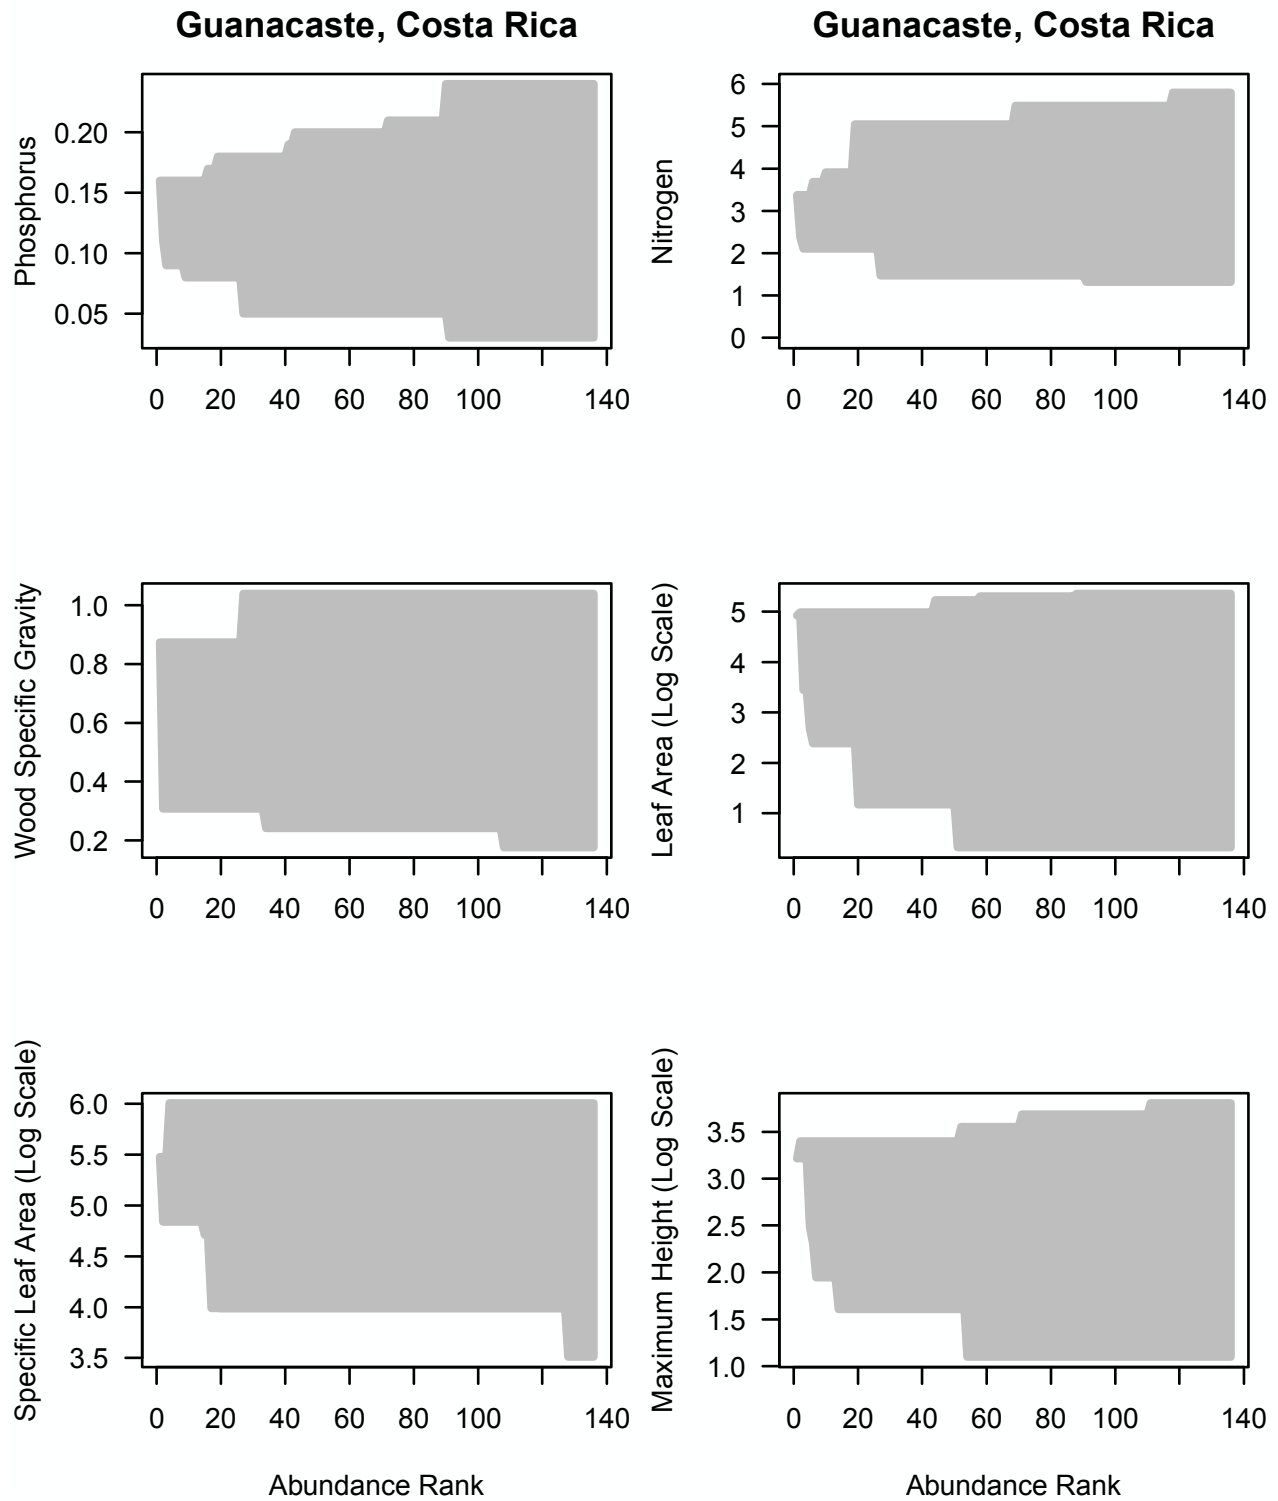 Guanacaste, Costa Rica
Phosphorus
0.20
0.15
0.10
0.05
0 20 40 60 80 100 140
Guanacaste, Costa Rica
Nitrogen
6
5
4
3
2
1
0
0 20 40 60 80 100 140
Wood Specific Gravity
1.0
0.8
0.6
0.4
0.2
0 20 40 60 80 100 140
Leaf Area (Log Scale)
5
4
3
2
1
0 20 40 60 80 100 140
Specific Leaf Area (Log Scale)
6.0
5.5
5.0
4.5
4.0
3.5
0 20 40 60 80 100 140
Abundance Rank
Maximum Height (Log Scale)
3.5
3.0
2.5
2.0
1.5
1.0
0 20 40 60 80 100 140
Abundance Rank